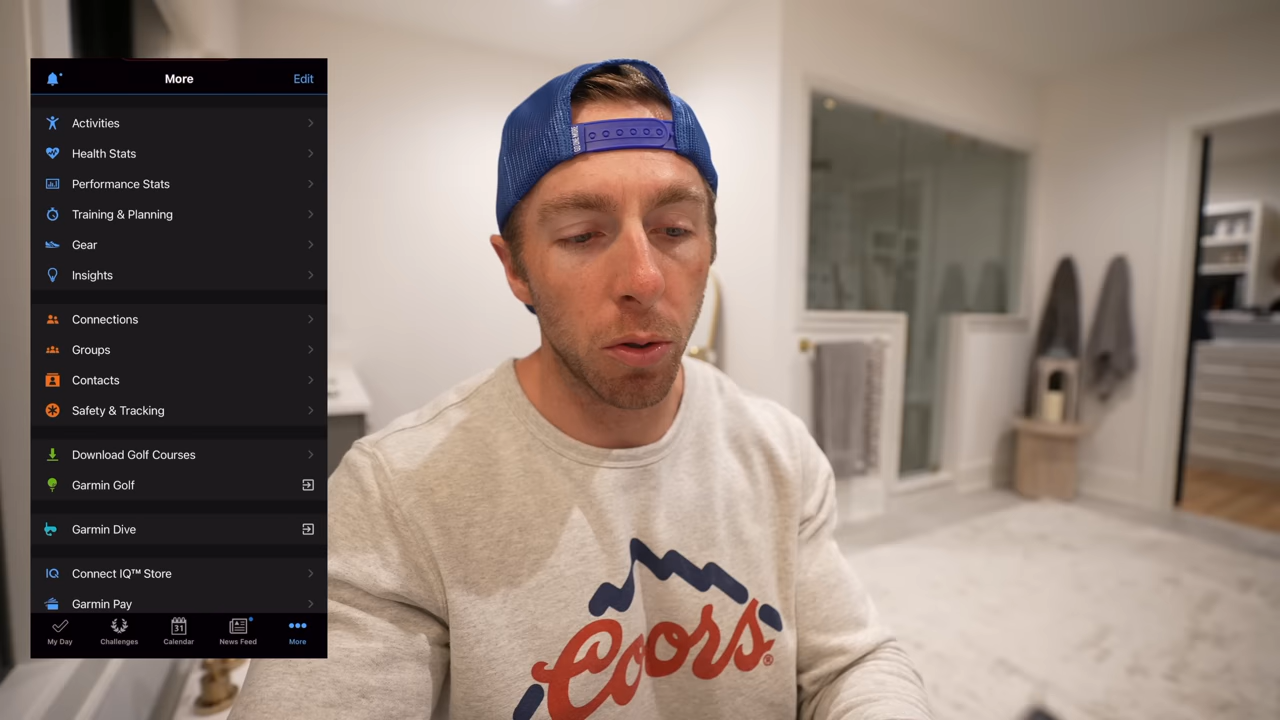 More
Edit
Activities
Health Stats
Performance Stats
Training & Planning
Gear
Insights
Connections
Groups
Contacts
Safety & Tracking
Download Golf Courses
Garmin Golf
Garmin Dive
IQ Connect IQ™ Store
Garmin Pay
31
My Day
Challenges
Calendar
News Feed
More
Coors®